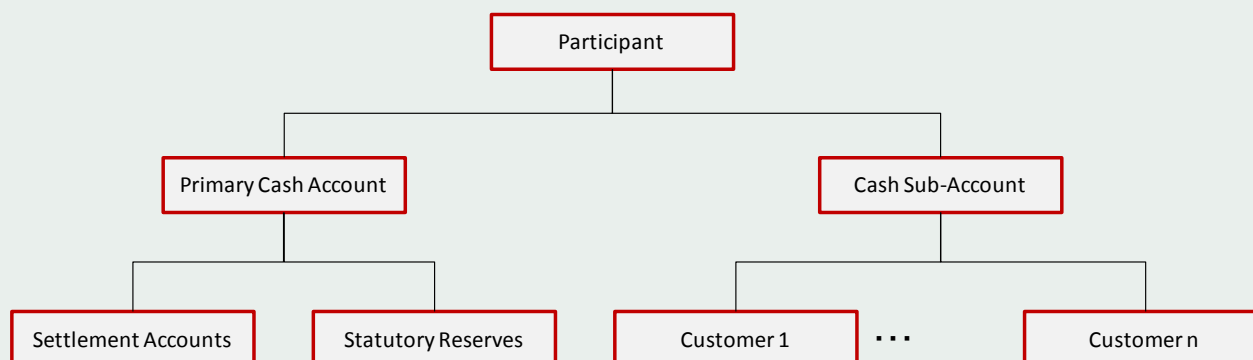 Participant
Primary Cash Account
Cash Sub-Account
Settlement Accounts
Statutory Reserves
Customer 1
...
Customer n